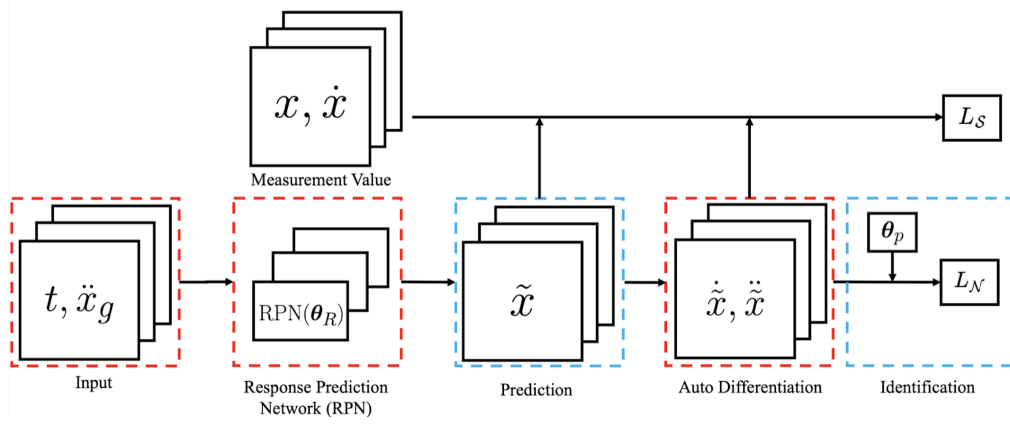 x, ẋ
Measurement Value
L_𝒮
t, ẍ_g
Input
RPN(θ_R)
Response Prediction
Network (RPN)
x̃
Prediction
x̃̇, x̃̈
Auto Differentiation
θ_p
L_𝒩
Identification